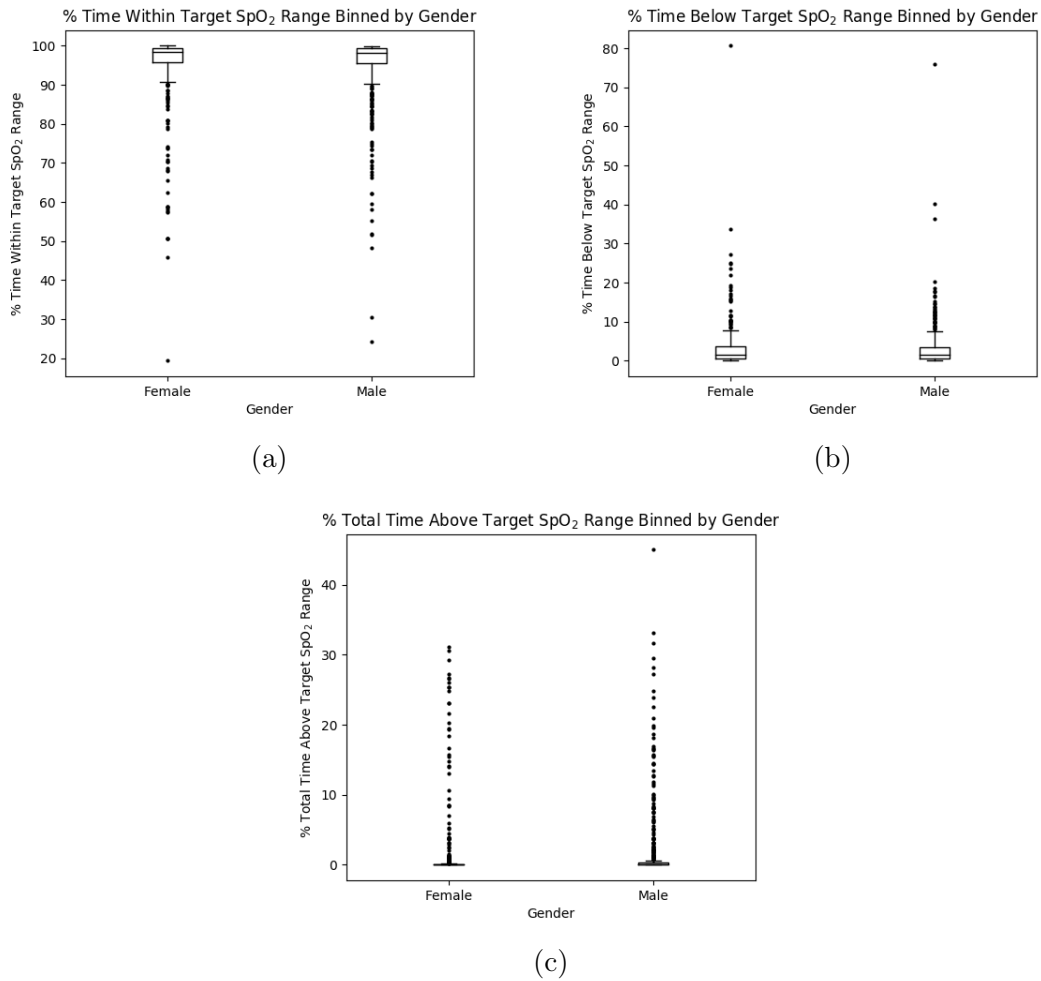 % Time Within Target SpO₂ Range Binned by Gender
% Time Within Target SpO₂ Range
100
90
80
70
60
50
40
30
20
Female Male
Gender
(a)
% Time Below Target SpO₂ Range Binned by Gender
% Time Below Target SpO₂ Range
80
70
60
50
40
30
20
10
0
Female Male
Gender
(b)
% Total Time Above Target SpO₂ Range Binned by Gender
% Total Time Above Target SpO₂ Range
40
30
20
10
0
Female Male
Gender
(c)